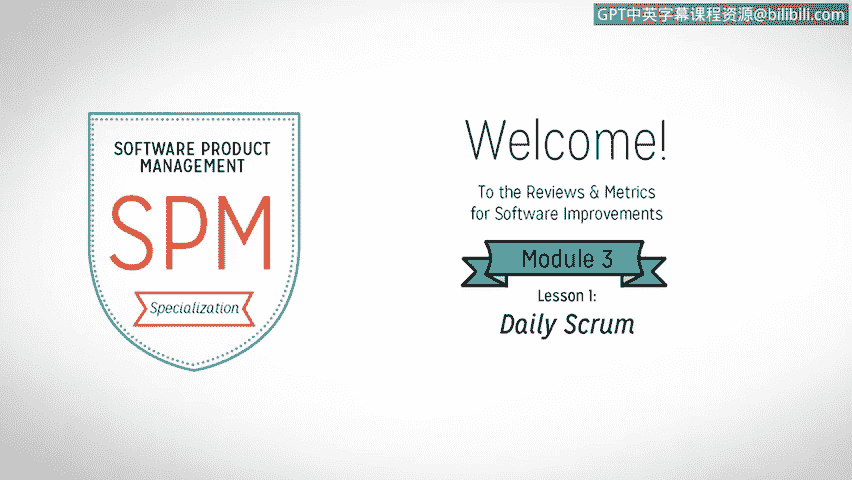 GPT中英字幕课程资源@bilibili.com
SOFTWARE PRODUCT
MANAGEMENT
SPM
Specialization
Welcome!
To the Reviews & Metrics
for Software Improvements
Module 3
Lesson 1:
Daily Scrum